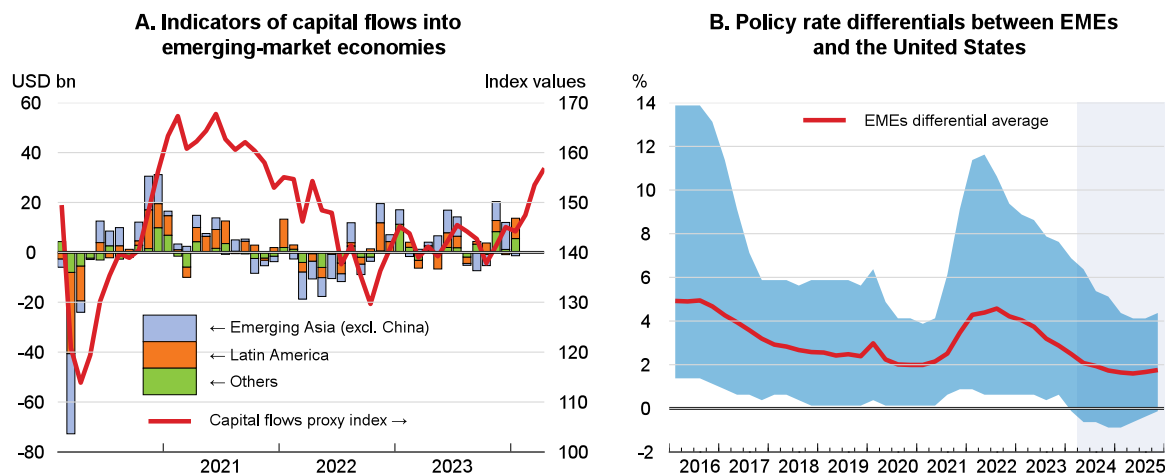 A. Indicators of capital flows into
emerging-market economies
USD bn
Index values
60
40
20
0
-20
-40
-60
-80
170
160
150
140
130
120
110
100
← Emerging Asia (excl. China)
← Latin America
← Others
Capital flows proxy index →
2021
2022
2023
B. Policy rate differentials between EMEs
and the United States
%
14
12
10
8
6
4
2
0
-2
EMEs differential average
2016 2017 2018 2019 2020 2021 2022 2023 2024 2025